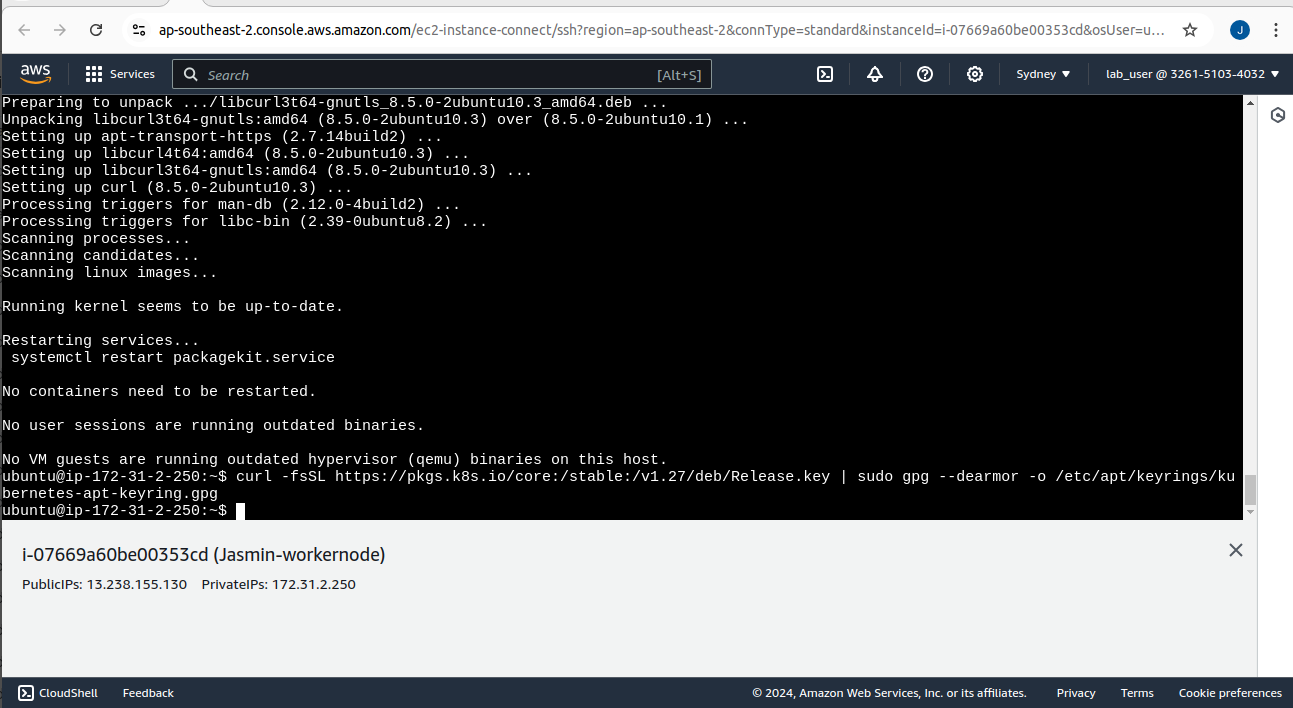 ap-southeast-2.console.aws.amazon.com/ec2-instance-connect/ssh?region=ap-southeast-2&connType=standard&instanceId=i-07669a60be00353cd&osUser=u...
J
aws
Services
Search
[Alt+S]
Sydney
lab_user @ 3261-5103-4032
Preparing to unpack .../libcurl3t64-gnutls_8.5.0-2ubuntu10.3_amd64.deb ...
Unpacking libcurl3t64-gnutls:amd64 (8.5.0-2ubuntu10.3) over (8.5.0-2ubuntu10.1) ...
Setting up apt-transport-https (2.7.14build2) ...
Setting up libcurl4t64:amd64 (8.5.0-2ubuntu10.3) ...
Setting up libcurl3t64-gnutls:amd64 (8.5.0-2ubuntu10.3) ...
Setting up curl (8.5.0-2ubuntu10.3) ...
Processing triggers for man-db (2.12.0-4build2) ...
Processing triggers for libc-bin (2.39-0ubuntu8.2) ...
Scanning processes...
Scanning candidates...
Scanning linux images...
Running kernel seems to be up-to-date.
Restarting services...
systemctl restart packagekit.service
No containers need to be restarted.
No user sessions are running outdated binaries.
No VM guests are running outdated hypervisor (qemu) binaries on this host.
ubuntu@ip-172-31-2-250:~$ curl -fsSL https://pkgs.k8s.io/core:/stable:/v1.27/deb/Release.key | sudo gpg --dearmor -o /etc/apt/keyrings/ku
bernetes-apt-keyring.gpg
ubuntu@ip-172-31-2-250:~$
i-07669a60be00353cd (Jasmin-workernode)
PublicIPs: 13.238.155.130 PrivateIPs: 172.31.2.250
CloudShell
Feedback
© 2024, Amazon Web Services, Inc. or its affiliates.
Privacy
Terms
Cookie preferences